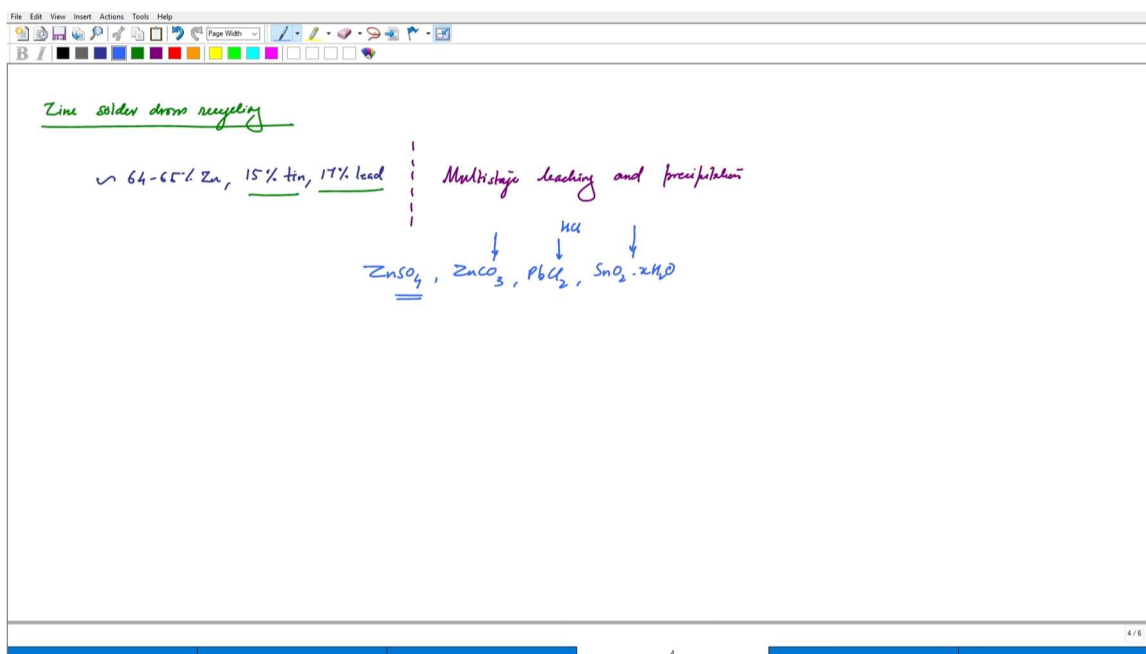 File Edit View Insert Actions Tools Help
Page Width
B I
Zinc solder dross recycling
~ 64-65% Zn, 15% tin, 17% lead Multistage leaching and precipitation
HCl
ZnSO4, ZnCO3, PbCl2, SnO2.xH2O
4 / 6
4